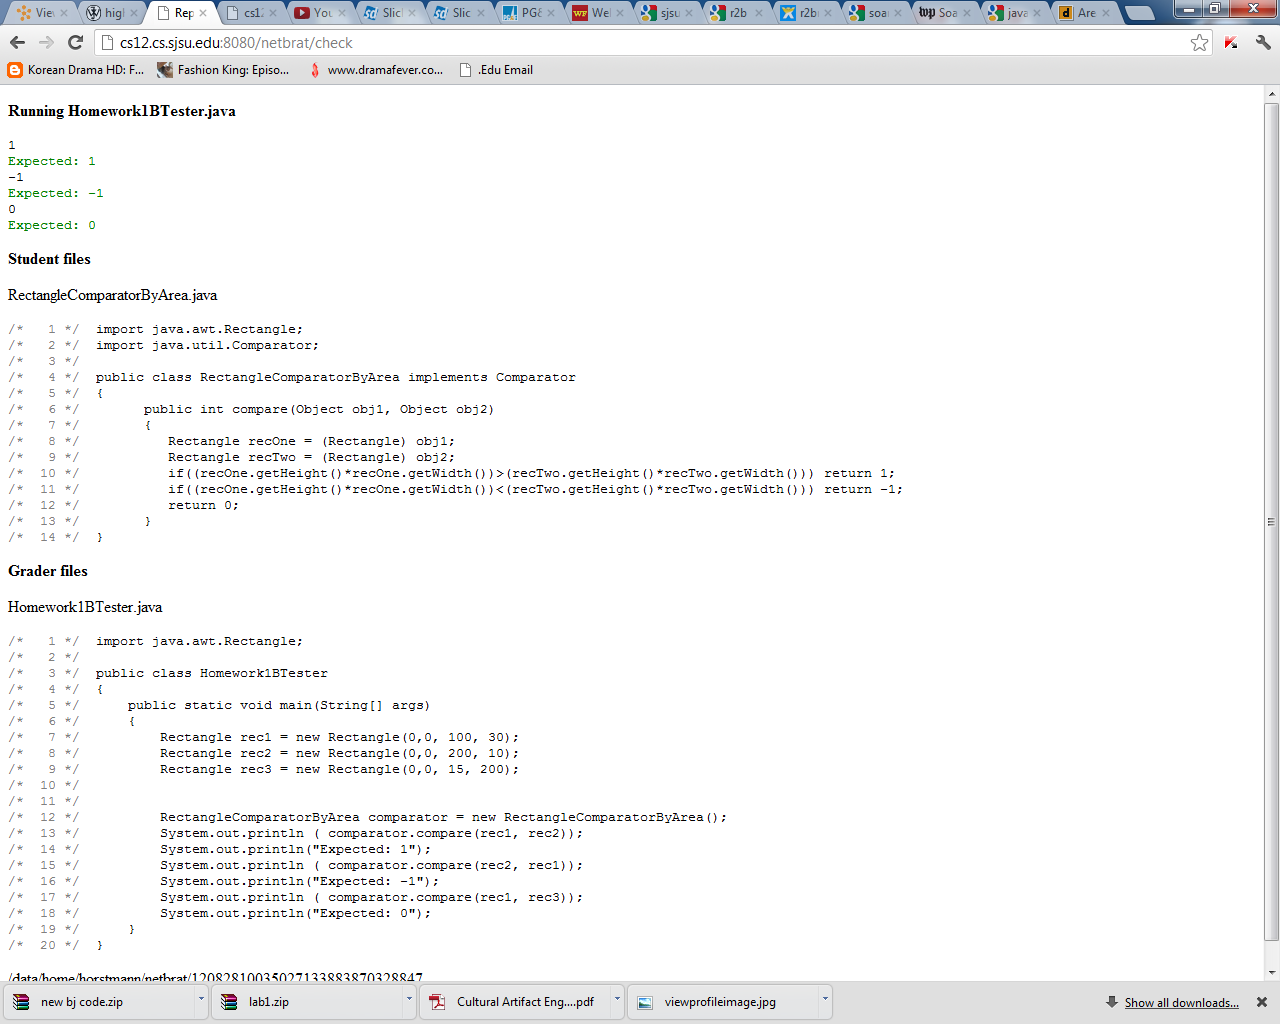 View
higl
Rep
cs12
You
Slicl
Slic
PG&
Wel
sjsu
r2b
r2br
soa
Soa
java
Are
cs12.cs.sjsu.edu:8080/netbrat/check
Korean Drama HD: F... Fashion King: Episo... www.dramafever.co... .Edu Email
Running Homework1BTester.java
1
Expected: 1
-1
Expected: -1
0
Expected: 0
Student files
RectangleComparatorByArea.java
/*   1 */  import java.awt.Rectangle;
/*   2 */  import java.util.Comparator;
/*   3 */
/*   4 */  public class RectangleComparatorByArea implements Comparator
/*   5 */  {
/*   6 */        public int compare(Object obj1, Object obj2)
/*   7 */        {
/*   8 */           Rectangle recOne = (Rectangle) obj1;
/*   9 */           Rectangle recTwo = (Rectangle) obj2;
/*  10 */           if((recOne.getHeight()*recOne.getWidth())>(recTwo.getHeight()*recTwo.getWidth())) return 1;
/*  11 */           if((recOne.getHeight()*recOne.getWidth())<(recTwo.getHeight()*recTwo.getWidth())) return -1;
/*  12 */           return 0;
/*  13 */        }
/*  14 */  }
Grader files
Homework1BTester.java
/*   1 */  import java.awt.Rectangle;
/*   2 */
/*   3 */  public class Homework1BTester
/*   4 */  {
/*   5 */      public static void main(String[] args)
/*   6 */      {
/*   7 */          Rectangle rec1 = new Rectangle(0,0, 100, 30);
/*   8 */          Rectangle rec2 = new Rectangle(0,0, 200, 10);
/*   9 */          Rectangle rec3 = new Rectangle(0,0, 15, 200);
/*  10 */
/*  11 */
/*  12 */          RectangleComparatorByArea comparator = new RectangleComparatorByArea();
/*  13 */          System.out.println ( comparator.compare(rec1, rec2));
/*  14 */          System.out.println("Expected: 1");
/*  15 */          System.out.println ( comparator.compare(rec2, rec1));
/*  16 */          System.out.println("Expected: -1");
/*  17 */          System.out.println ( comparator.compare(rec1, rec3));
/*  18 */          System.out.println("Expected: 0");
/*  19 */      }
/*  20 */  }
/data/home/horstmann/netbrat/12082810035027133883870328847
new bj code.zip lab1.zip Cultural Artifact Eng....pdf viewprofileimage.jpg Show all downloads...